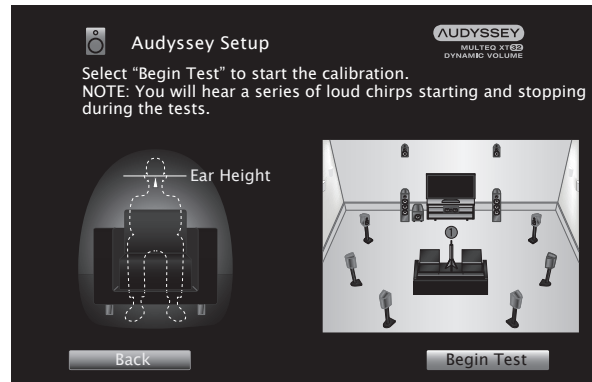 Audyssey Setup
AUDYSSEY
MULTEQ XT32
DYNAMIC VOLUME
Select “Begin Test” to start the calibration.
NOTE: You will hear a series of loud chirps starting and stopping
during the tests.
Ear Height
1
Back
Begin Test